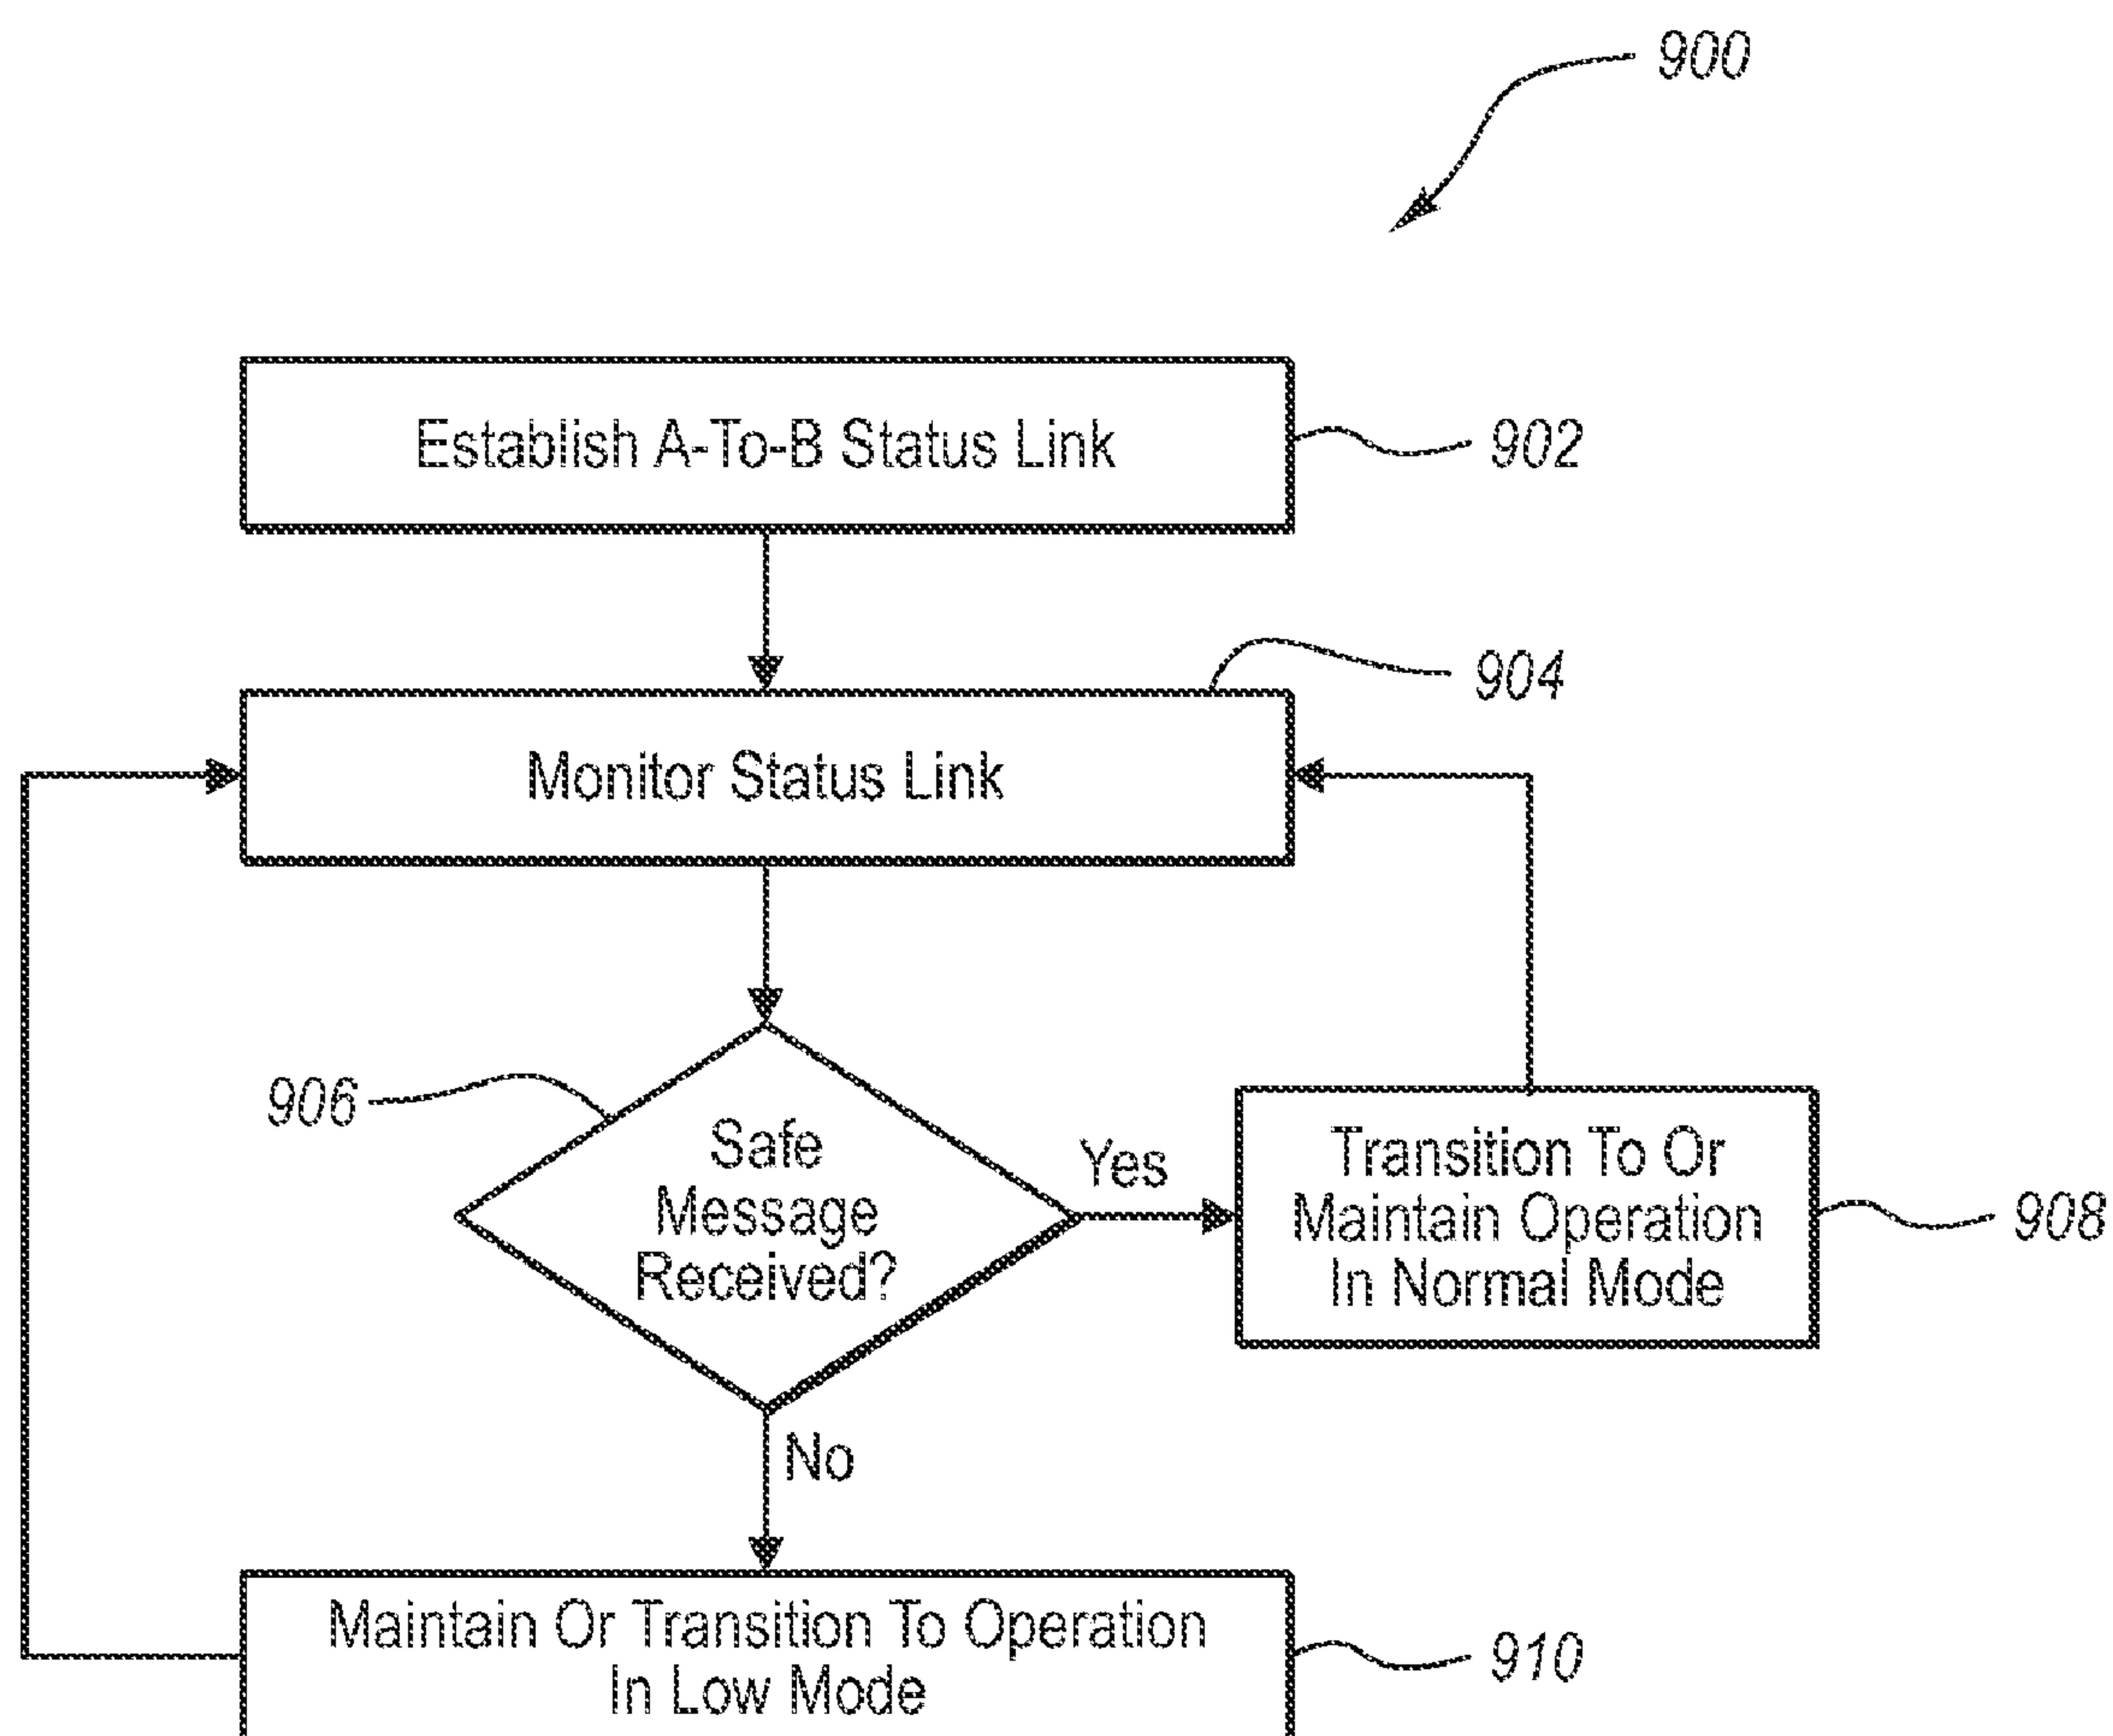 900
Establish A-To-B Status Link
902
904
Monitor Status Link
906
Safe
Message
Received?
Yes
Transition To Or
Maintain Operation
In Normal Mode
908
No
Maintain Or Transition To Operation
In Low Mode
910